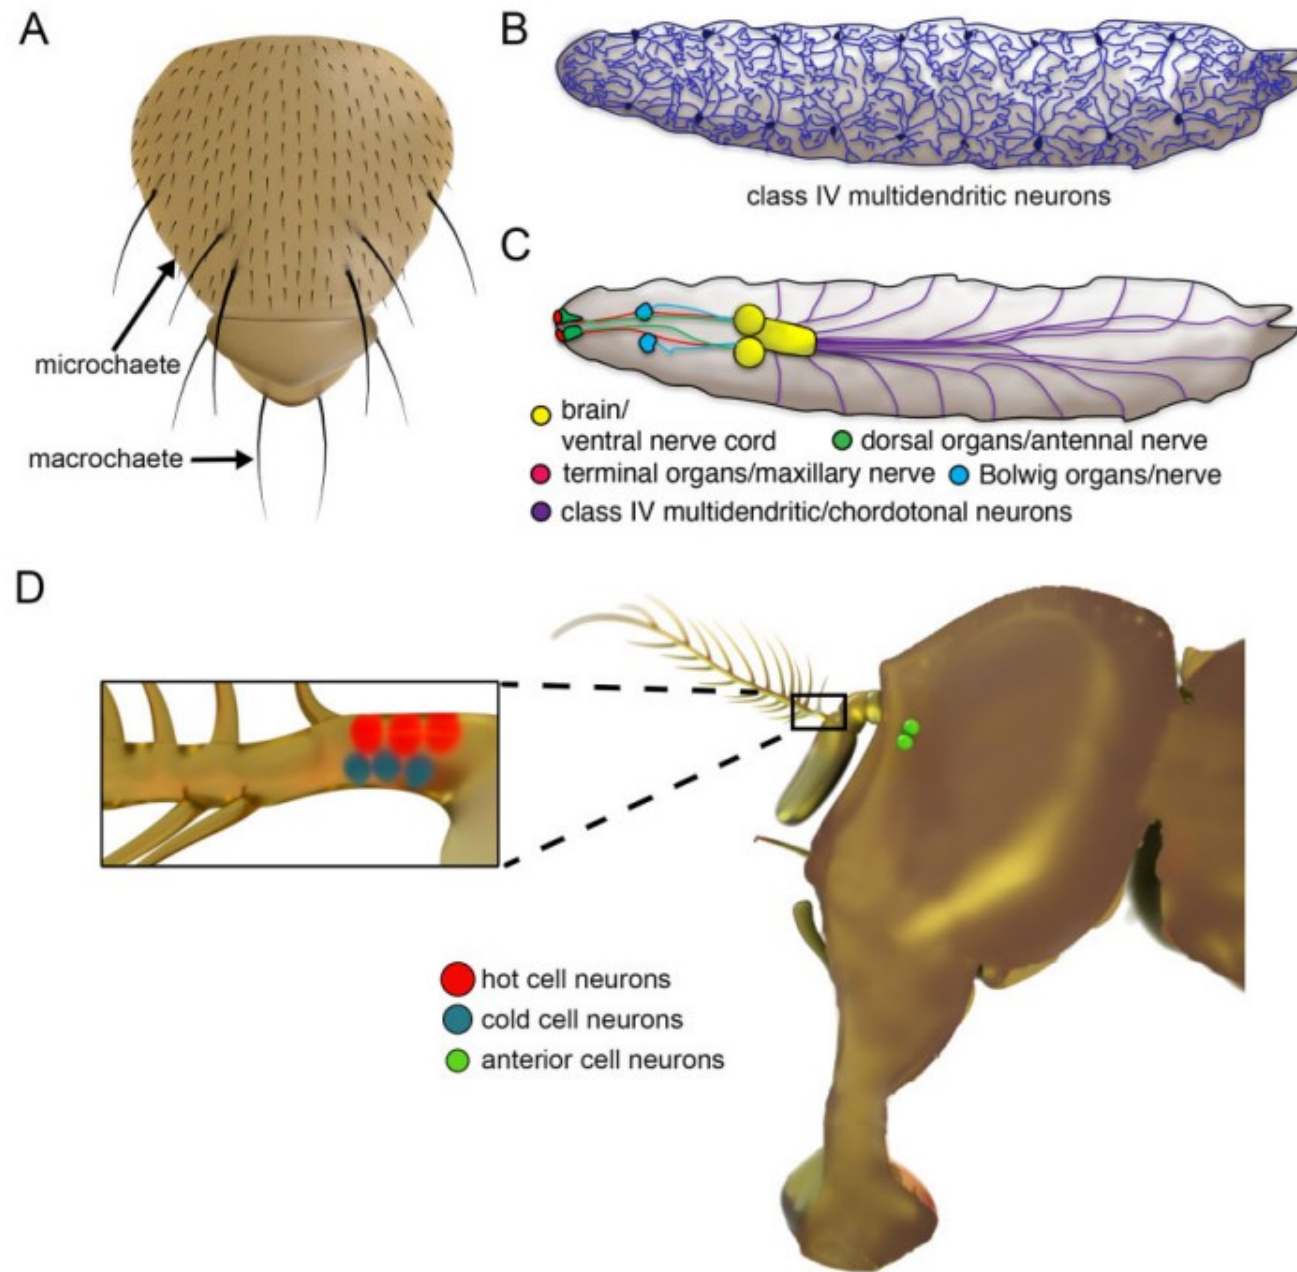 A
microchaete
macrochaete
B
class IV multidendritic neurons
C
brain/
ventral nerve cord
dorsal organs/antennal nerve
terminal organs/maxillary nerve
Bolwig organs/nerve
class IV multidendritic/chordotonal neurons
D
hot cell neurons
cold cell neurons
anterior cell neurons